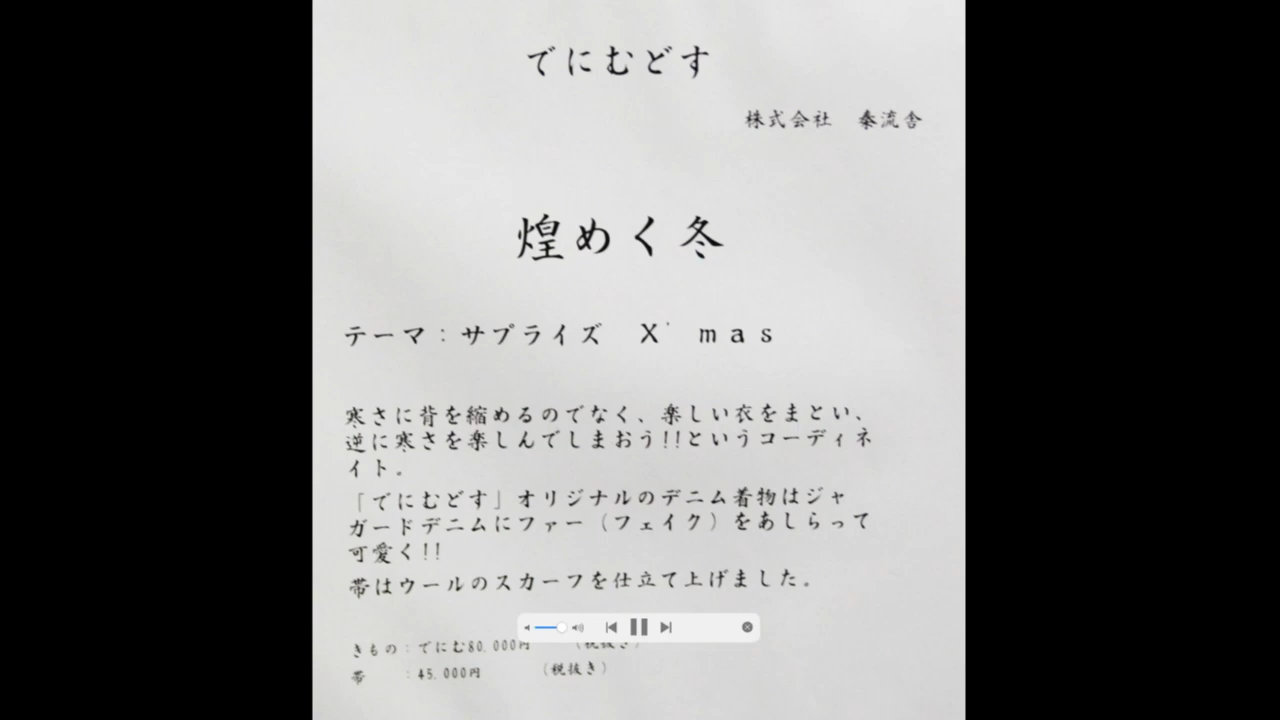 でにむどす
株式会社　秦流舎
煌めく冬
テーマ：サプライズ　X'mas
寒さに背を縮めるのでなく、楽しい衣をまとい、
逆に寒さを楽しんでしまおう!!というコーディネ
イト。
「でにむどす」オリジナルのデニム着物はジャ
ガードデニムにファー（フェイク）をあしらって
可愛く!!
帯はウールのスカーフを仕立て上げました。
きもの：でにむ80,000円　（税抜き）
帯　　：45,000円　　（税抜き）